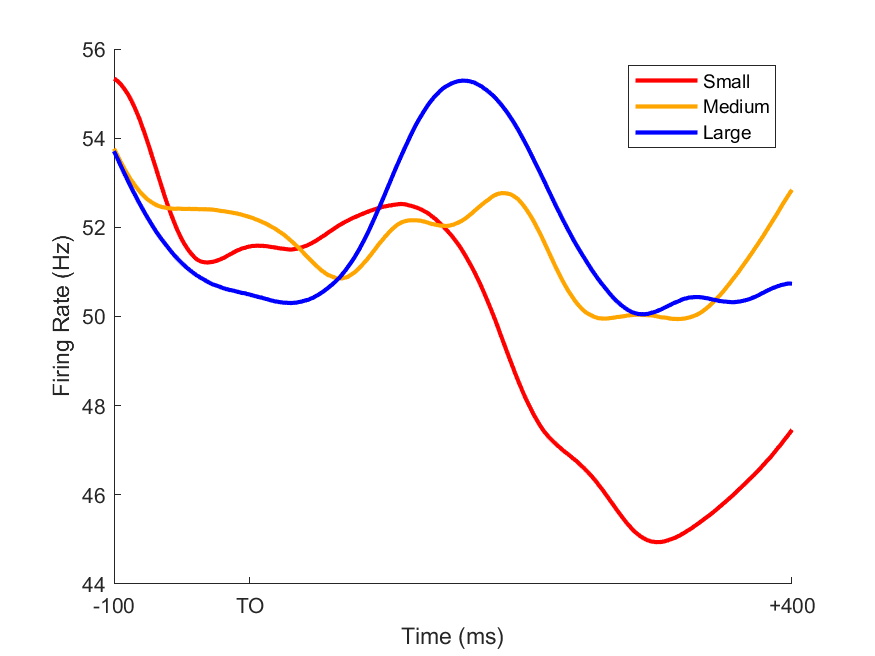 56
54
52
50
48
46
44
Firing Rate (Hz)
Small
Medium
Large
-100
TO
+400
Time (ms)